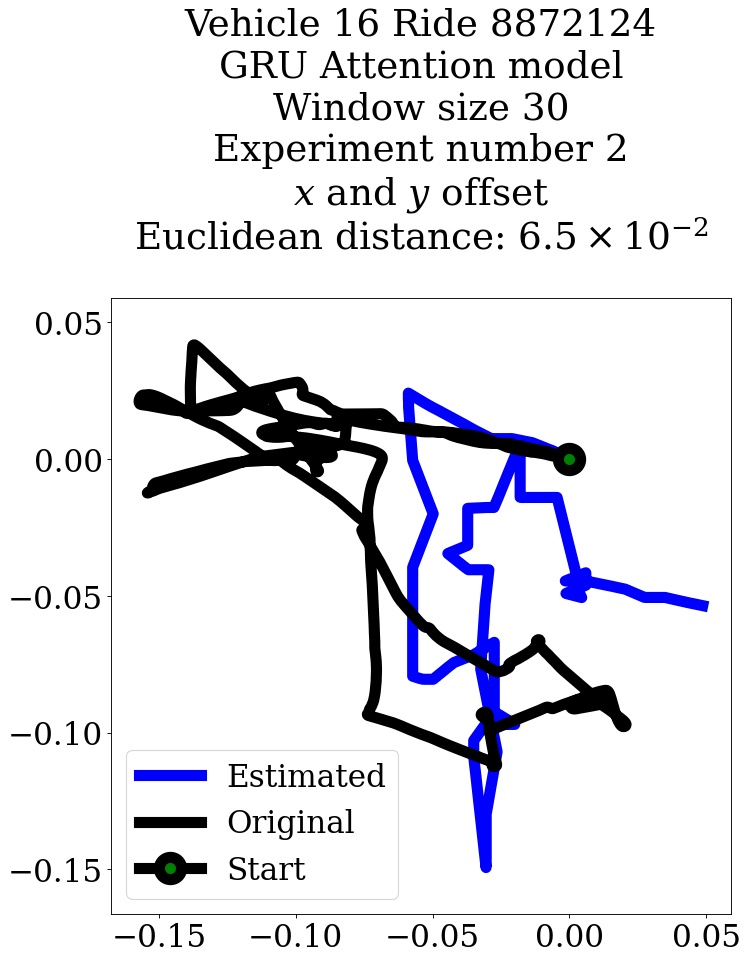 Vehicle 16 Ride 8872124
GRU Attention model
Window size 30
Experiment number 2
x and y offset
Euclidean distance: 6.5 × 10⁻²
0.05
0.00
−0.05
−0.10
−0.15
Estimated
Original
Start
−0.15 −0.10 −0.05 0.00 0.05